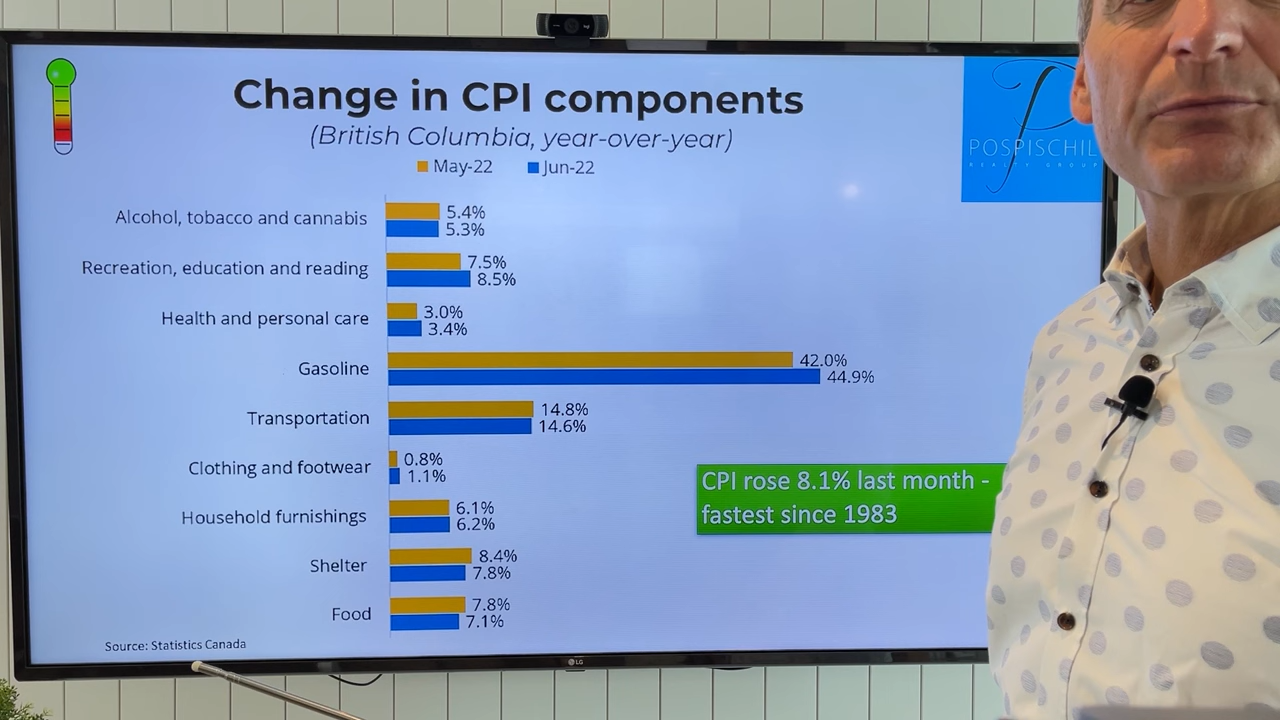 Change in CPI components
(British Columbia, year-over-year)
May-22 Jun-22
POSPISCHIL
REALTY GROUP
Alcohol, tobacco and cannabis 5.4% 5.3%
Recreation, education and reading 7.5% 8.5%
Health and personal care 3.0% 3.4%
Gasoline 42.0% 44.9%
Transportation 14.8% 14.6%
Clothing and footwear 0.8% 1.1%
Household furnishings 6.1% 6.2%
Shelter 8.4% 7.8%
Food 7.8% 7.1%
CPI rose 8.1% last month -
fastest since 1983
Source: Statistics Canada
LG